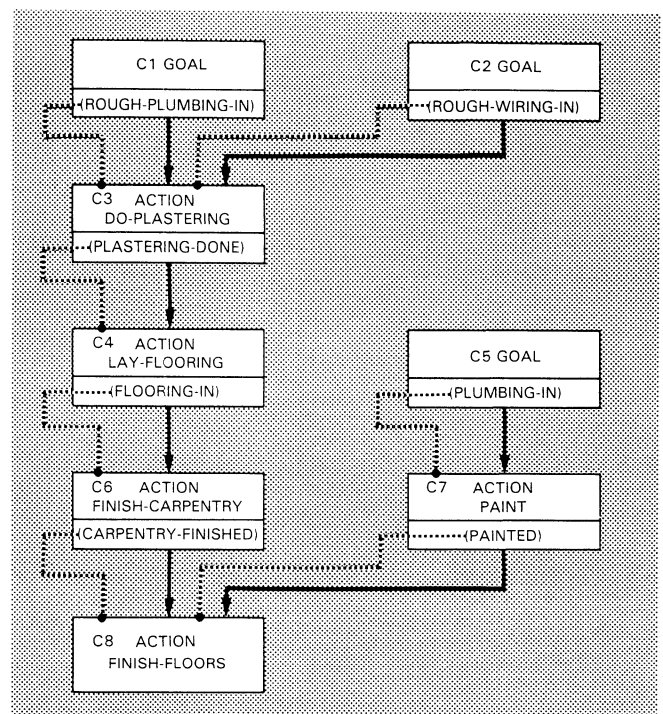 C1 GOAL
(ROUGH-PLUMBING-IN)
C2 GOAL
(ROUGH-WIRING-IN)
C3 ACTION
DO-PLASTERING
(PLASTERING-DONE)
C4 ACTION
LAY-FLOORING
(FLOORING-IN)
C5 GOAL
(PLUMBING-IN)
C6 ACTION
FINISH-CARPENTRY
(CARPENTRY-FINISHED)
C7 ACTION
PAINT
(PAINTED)
C8 ACTION
FINISH-FLOORS